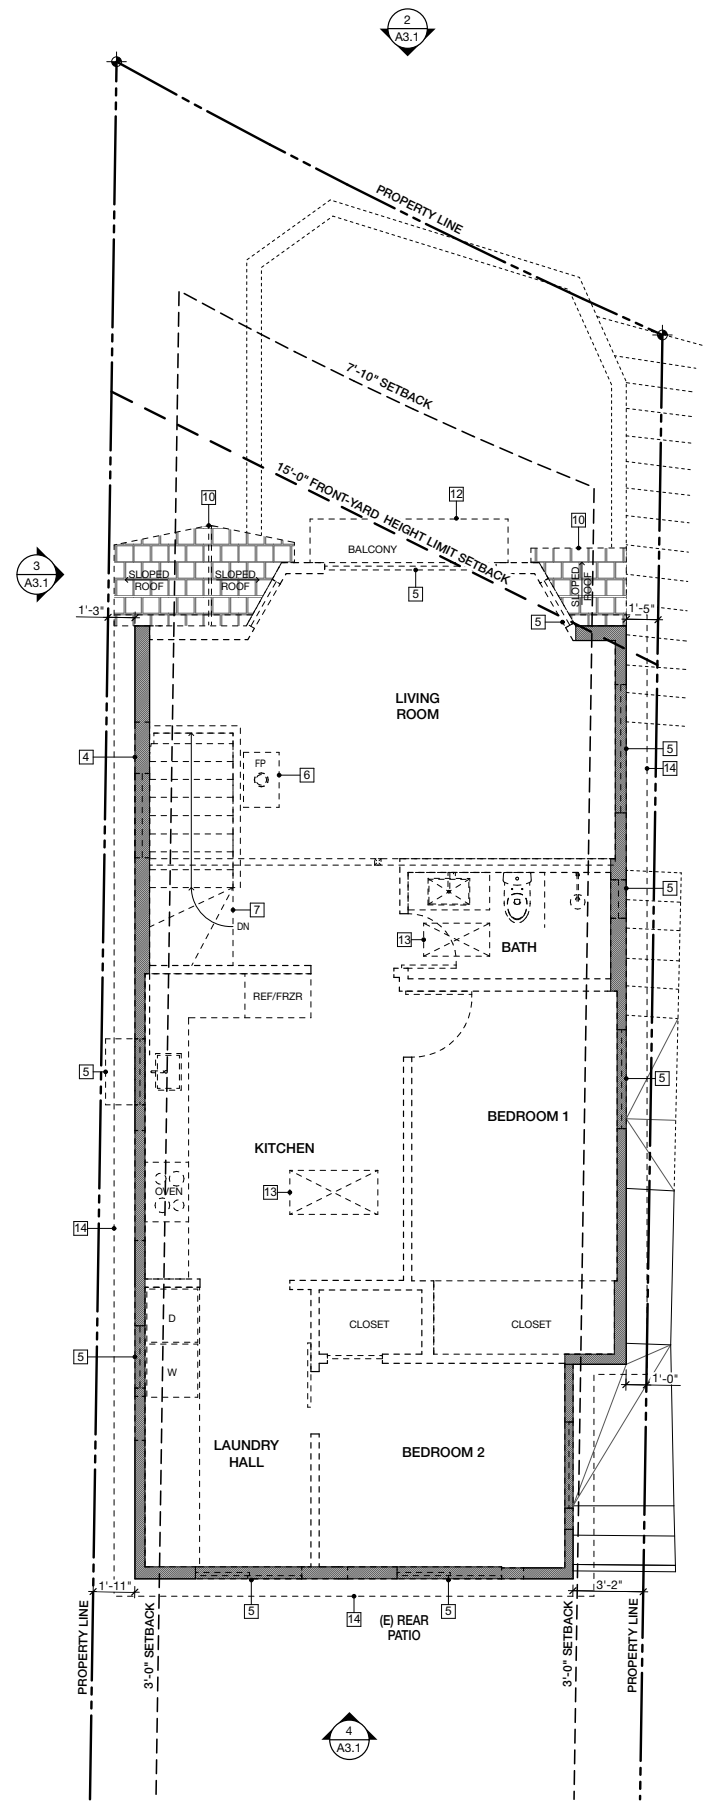 2
A3.1
PROPERTY LINE
7'-10" SETBACK
15'-0" FRONT-YARD HEIGHT LIMIT SETBACK
10
12
10
BALCONY
3
A3.1
SLOPED
ROOF
SLOPED
ROOF
SLOPED
ROOF
5
1'-3"
1'-5"
5
LIVING
ROOM
4
5
14
FP
6
5
7
DN
13
BATH
REF/FRZR
5
5
BEDROOM 1
KITCHEN
OVEN
13
14
D
CLOSET
CLOSET
5
W
1'-0"
LAUNDRY
HALL
BEDROOM 2
1'-11"
3'-2"
5
14
5
(E) REAR
PATIO
PROPERTY LINE
3'-0" SETBACK
3'-0" SETBACK
PROPERTY LINE
4
A3.1